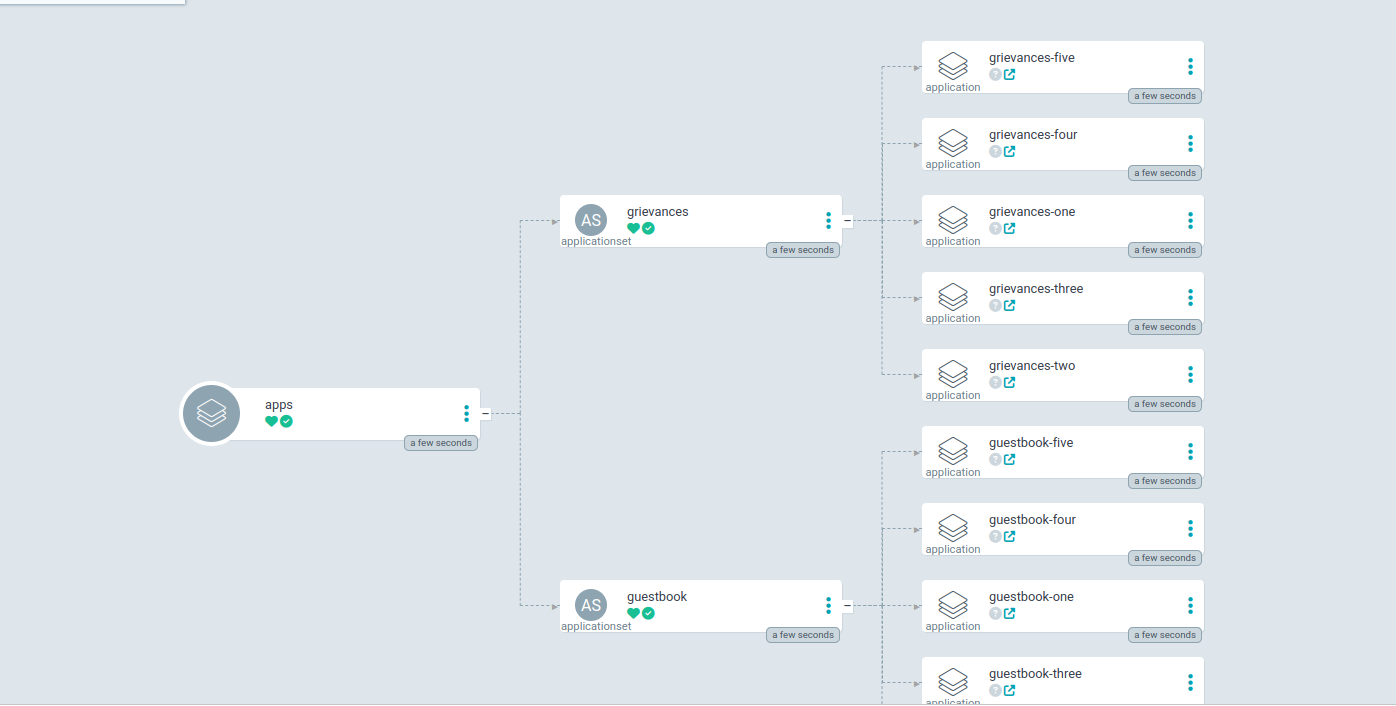 grievances-five
?
application
a few seconds
grievances-four
?
application
a few seconds
AS
grievances
applicationset
a few seconds
grievances-one
?
application
a few seconds
grievances-three
?
application
a few seconds
grievances-two
?
application
a few seconds
apps
a few seconds
guestbook-five
?
application
a few seconds
guestbook-four
?
application
a few seconds
AS
guestbook
applicationset
a few seconds
guestbook-one
?
application
a few seconds
guestbook-three
?
application